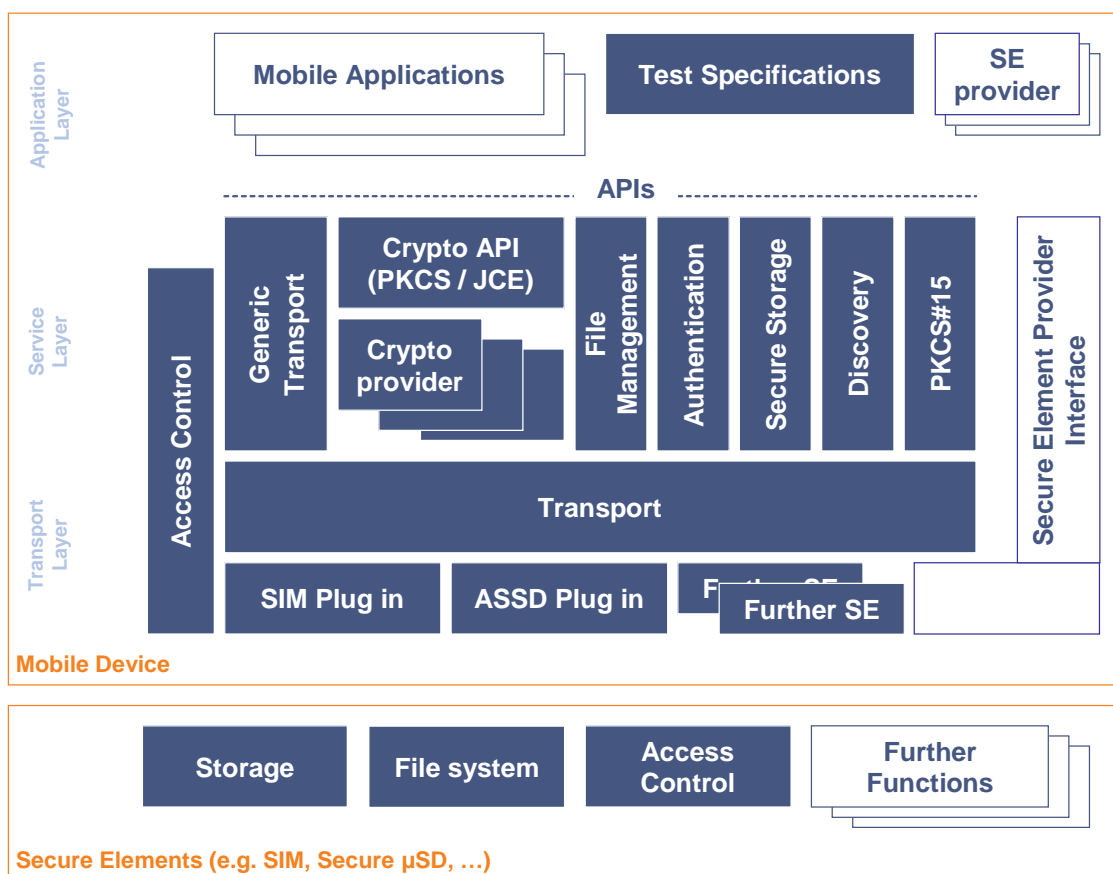 Application
Layer
Mobile Applications
Test Specifications
SE
provider
APIs
Service
Layer
Access Control
Generic
Transport
Crypto API
(PKCS / JCE)
Crypto
provider
File
Management
Authentication
Secure Storage
Discovery
PKCS#15
Secure Element Provider
Interface
Transport
Layer
Transport
SIM Plug in
ASSD Plug in
Further SE
Further SE
Mobile Device
Storage
File system
Access
Control
Further
Functions
Secure Elements (e.g. SIM, Secure µSD, …)